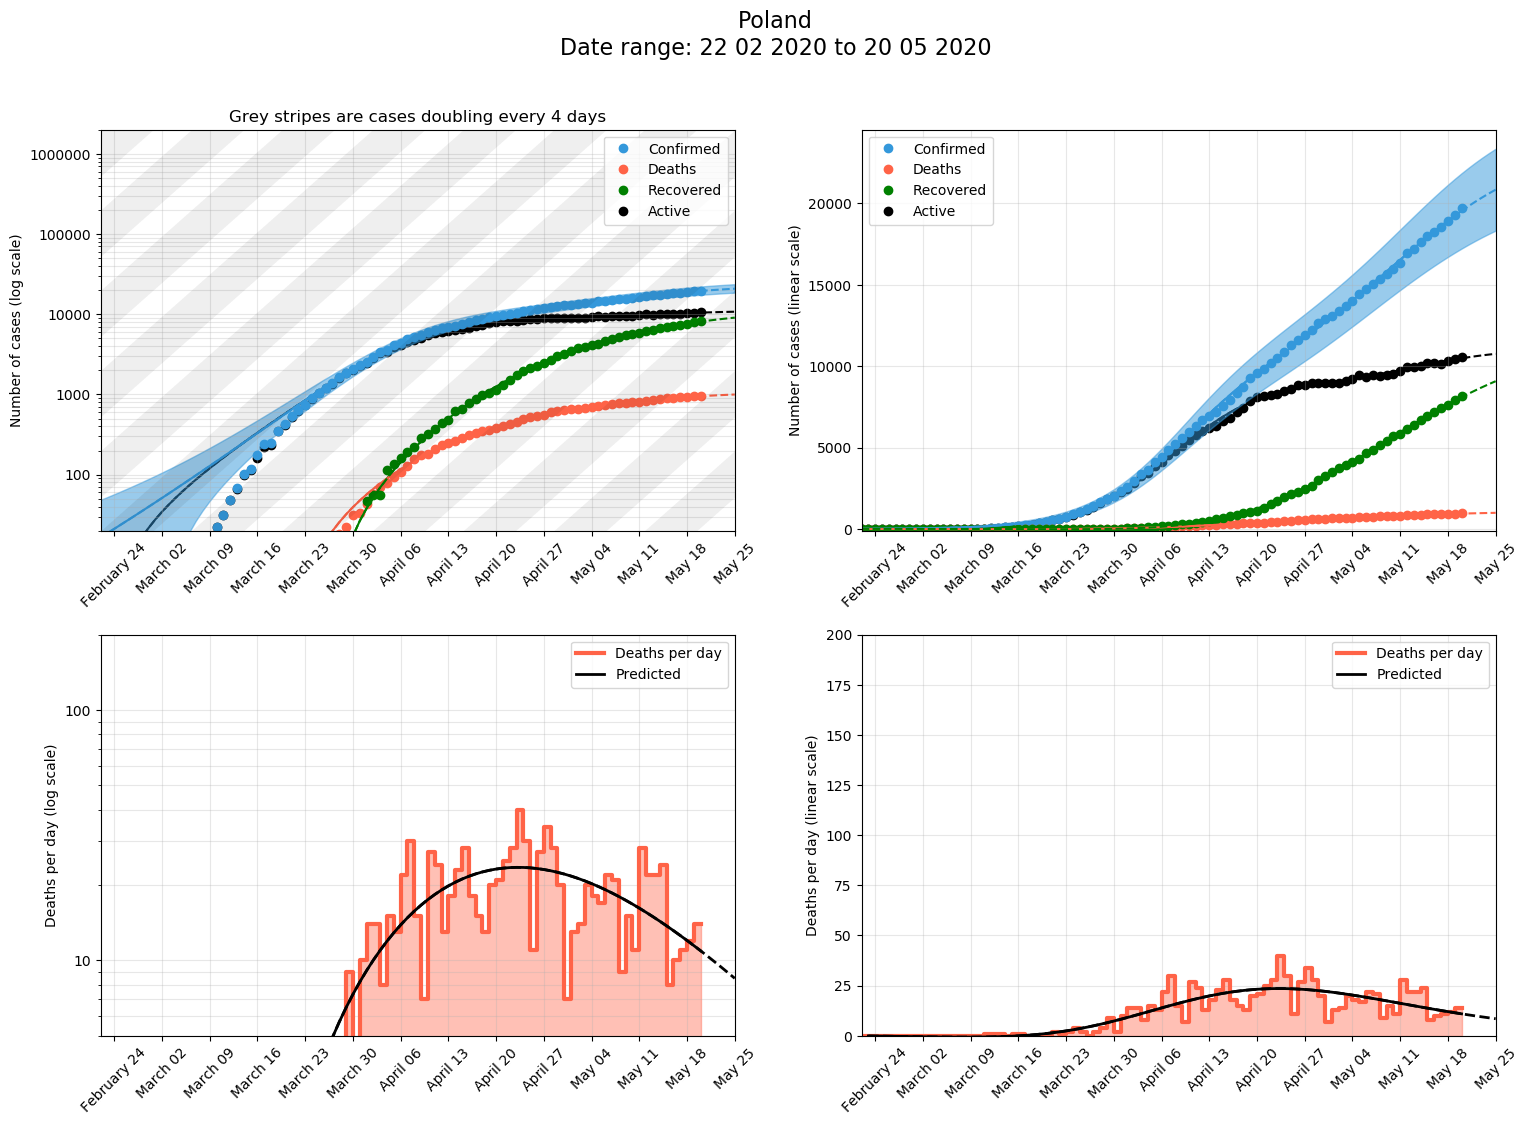 Poland
Date range: 22 02 2020 to 20 05 2020
Grey stripes are cases doubling every 4 days
Number of cases (log scale)
1000000
100000
10000
1000
100
Confirmed
Deaths
Recovered
Active
February 24
March 02
March 09
March 16
March 23
March 30
April 06
April 13
April 20
April 27
May 04
May 11
May 18
May 25
Number of cases (linear scale)
20000
15000
10000
5000
0
Confirmed
Deaths
Recovered
Active
February 24
March 02
March 09
March 16
March 23
March 30
April 06
April 13
April 20
April 27
May 04
May 11
May 18
May 25
Deaths per day (log scale)
100
10
Deaths per day
Predicted
February 24
March 02
March 09
March 16
March 23
March 30
April 06
April 13
April 20
April 27
May 04
May 11
May 18
May 25
Deaths per day (linear scale)
200
175
150
125
100
75
50
25
0
Deaths per day
Predicted
February 24
March 02
March 09
March 16
March 23
March 30
April 06
April 13
April 20
April 27
May 04
May 11
May 18
May 25